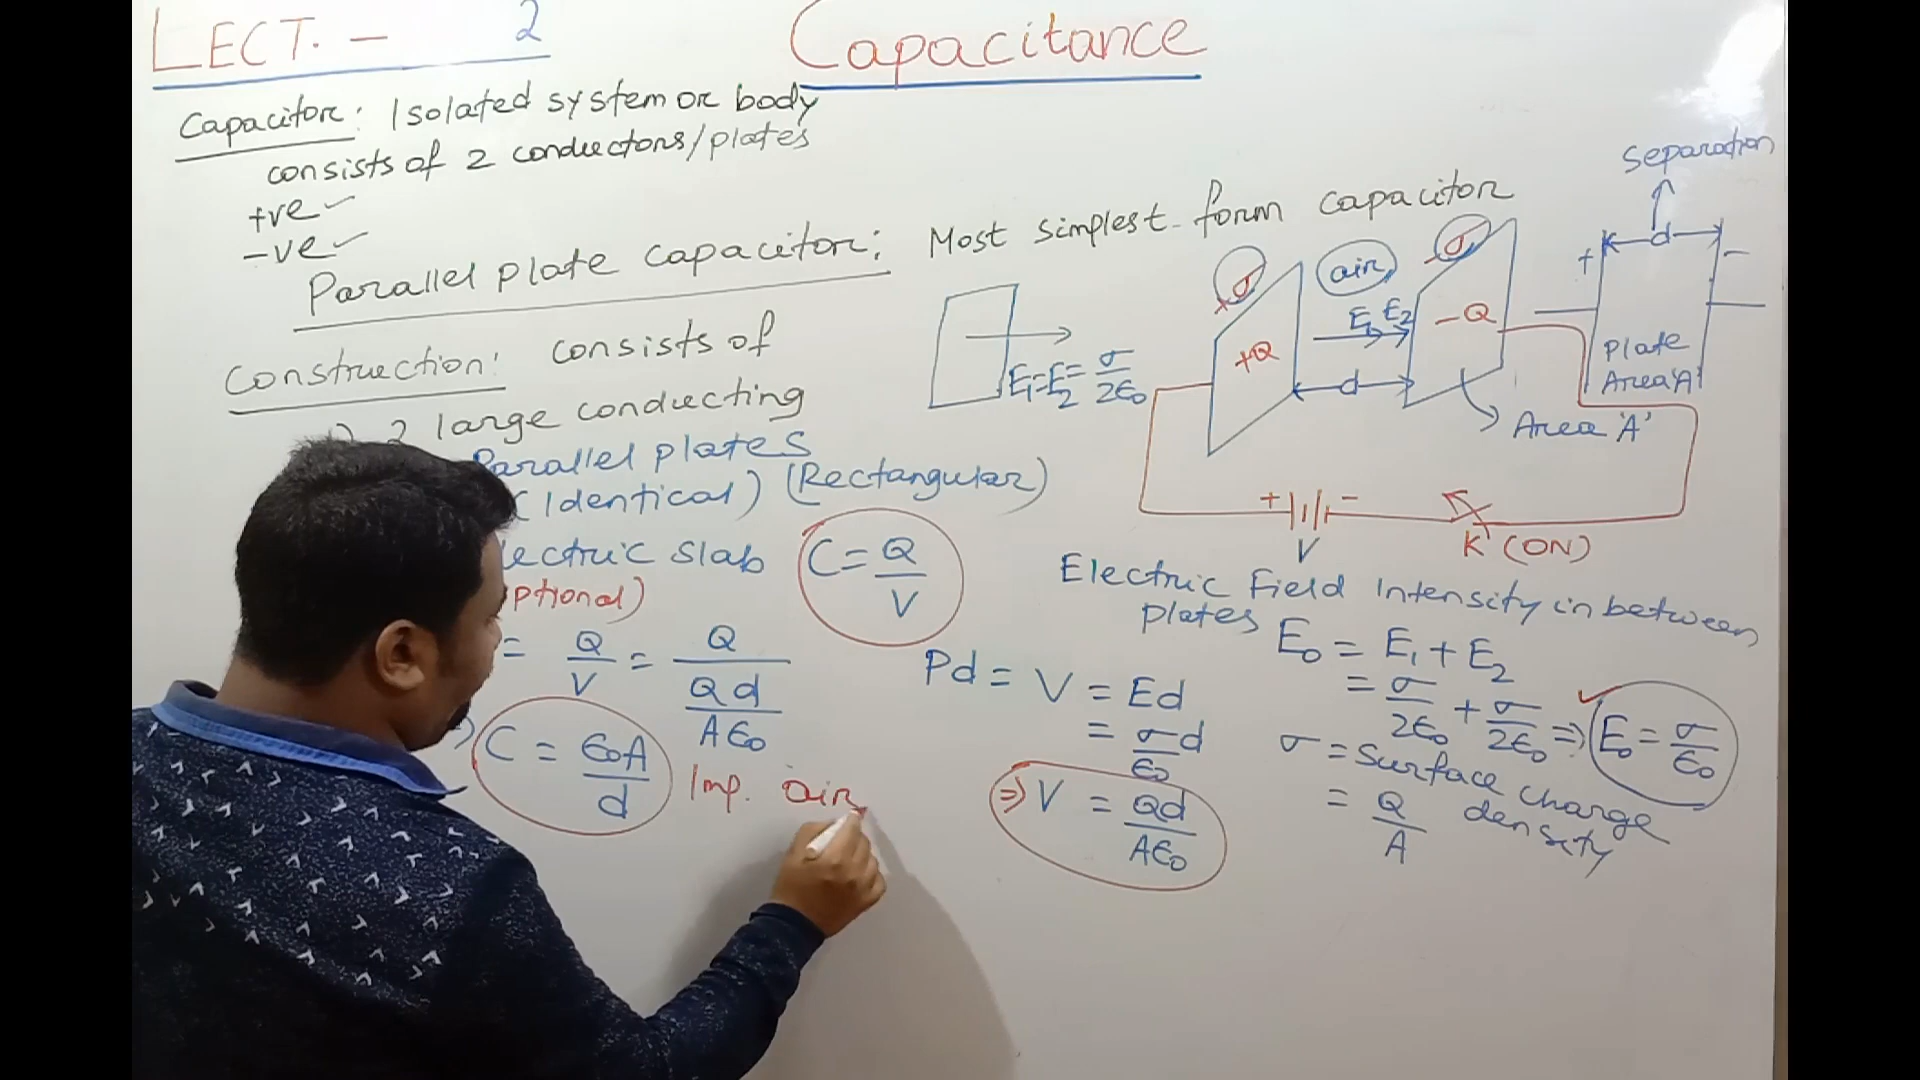 LECT. - 2
Capacitance
Capacitor: Isolated system or body
consists of 2 conductors/plates
+ve ✓
-ve ✓
Parallel plate capacitor: Most simplest form capacitor
Construction: consists of
2 large conducting
Parallel plates
(Identical) (Rectangular)
ectric slab
ptional)
C = Q/V
= Q/V = Q/(Qd/Aε₀)
C = ε₀A/d
Imp. air
E₁=E₂=σ/2ε₀
+σ
air
-σ
+Q
E₁ E₂
-Q
d
Area 'A'
+ -
V
K (ON)
Separation
+ d -
Plate
Area 'A'
Electric Field Intensity in between
plates E₀ = E₁ + E₂
= σ/2ε₀ + σ/2ε₀ ⇒ E₀ = σ/ε₀
σ = Surface charge
density
= Q/A
Pd = V = Ed
= σ/ε₀ d
⇒ V = Qd/Aε₀